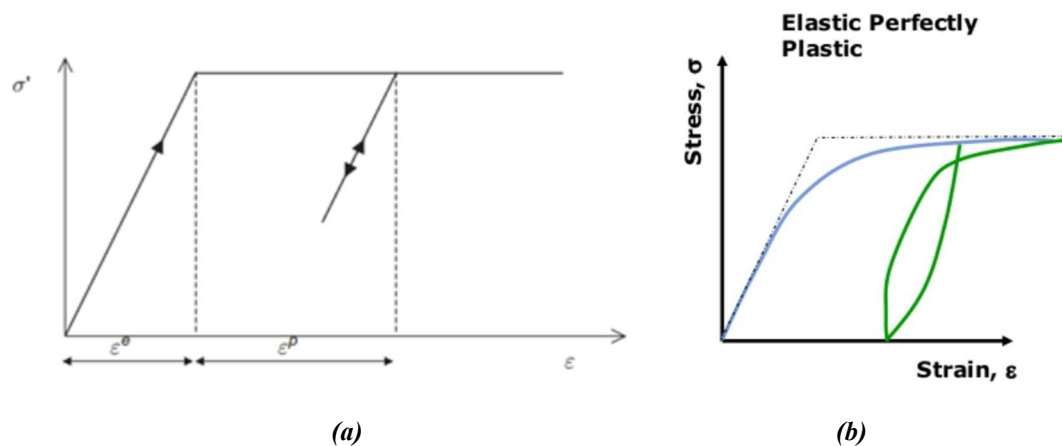 Elastic Perfectly
Plastic
σ'
Stress, σ
εᵉ
εᵖ
ε
Strain, ε
(a)
(b)